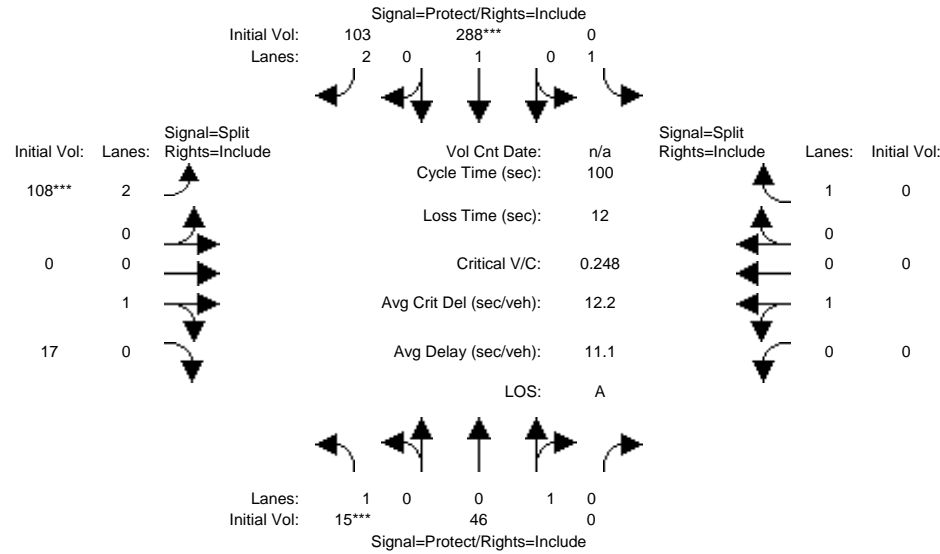 Signal=Protect/Rights=Include
Initial Vol: 103 288*** 0
Lanes: 2 0 1 0 1
Signal=Split
Initial Vol: Lanes: Rights=Include
Vol Cnt Date: n/a
Signal=Split
Rights=Include Lanes: Initial Vol:
Cycle Time (sec): 100
108*** 2
1 0
Loss Time (sec): 12
0
0
0 0
Critical V/C: 0.248
0 0
1
Avg Crit Del (sec/veh): 12.2
1
17 0
Avg Delay (sec/veh): 11.1
0 0
LOS: A
Lanes: 1 0 0 1 0
Initial Vol: 15*** 46 0
Signal=Protect/Rights=Include